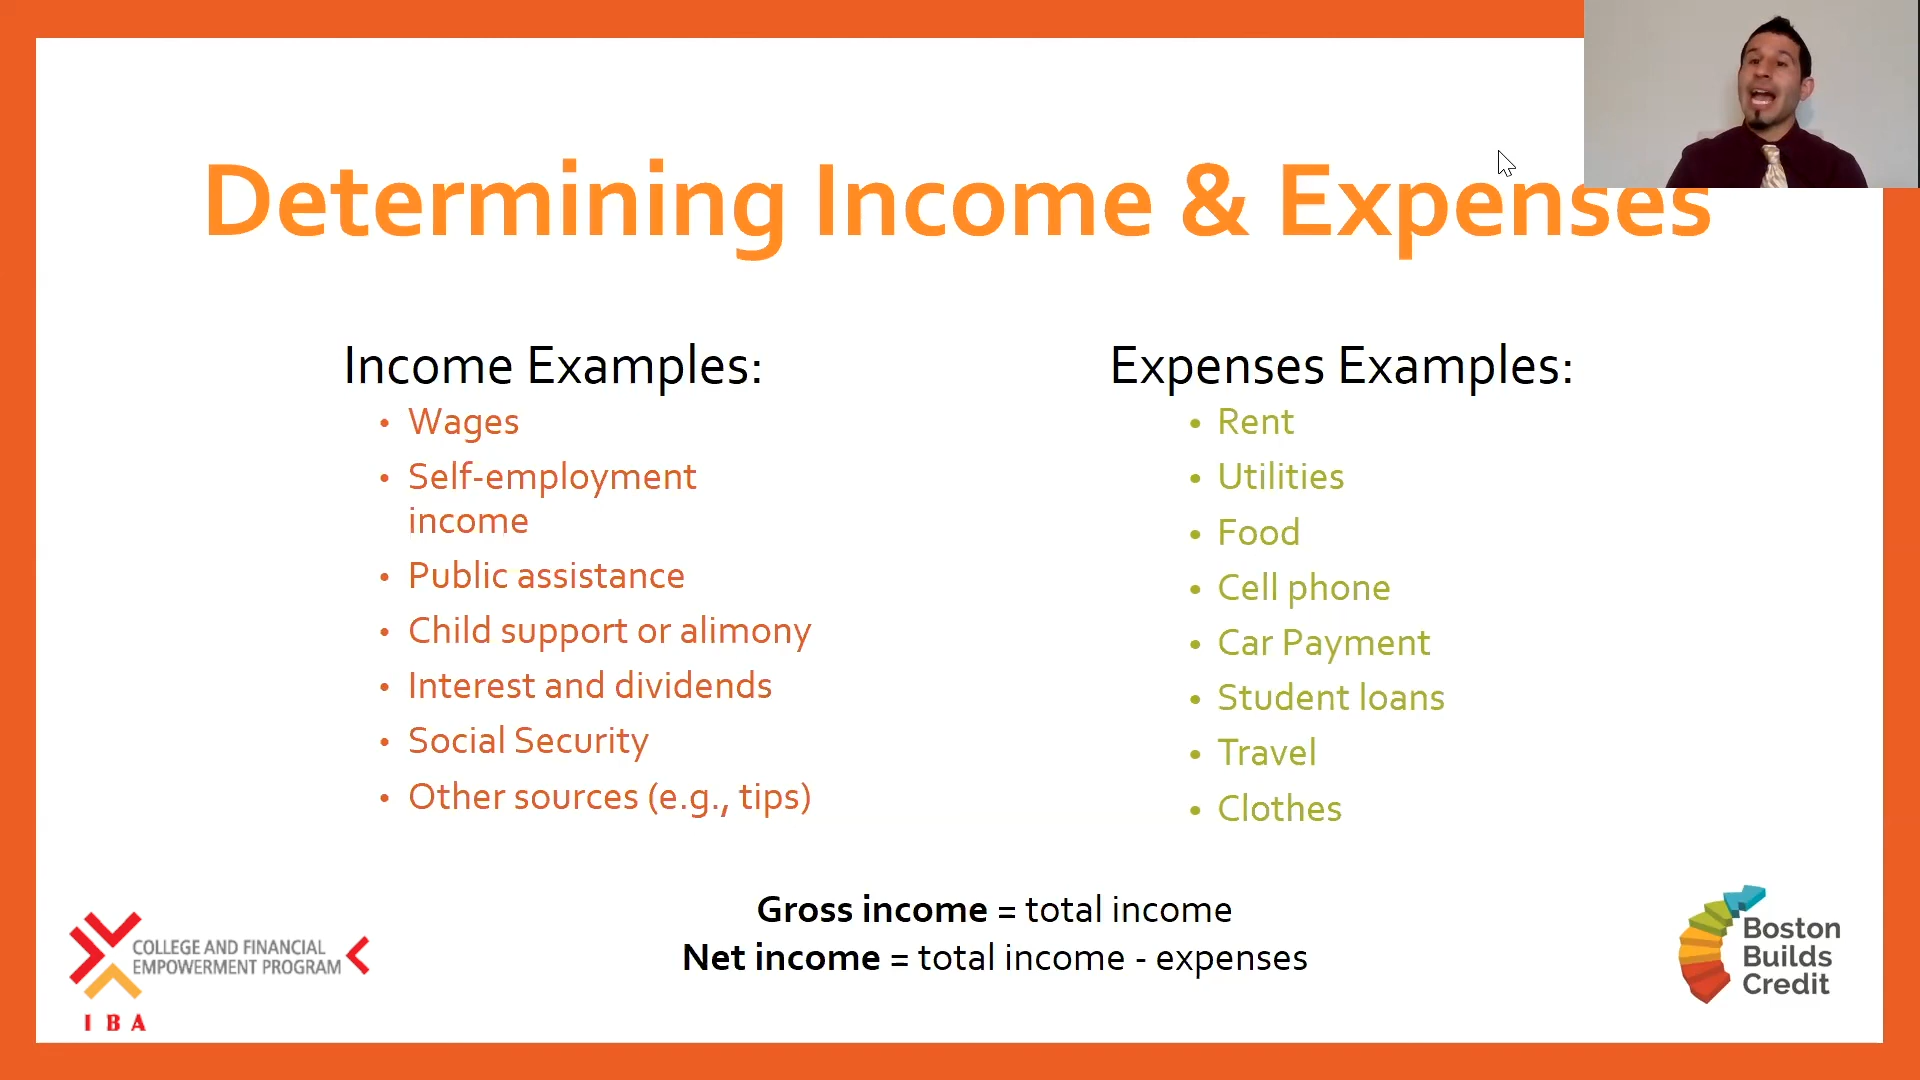 Determining Income & Expenses
Income Examples:
• Wages
• Self-employment
income
• Public assistance
• Child support or alimony
• Interest and dividends
• Social Security
• Other sources (e.g., tips)
Expenses Examples:
• Rent
• Utilities
• Food
• Cell phone
• Car Payment
• Student loans
• Travel
• Clothes
Gross income = total income
Net income = total income - expenses
COLLEGE AND FINANCIAL
EMPOWERMENT PROGRAM
IBA
Boston
Builds
Credit